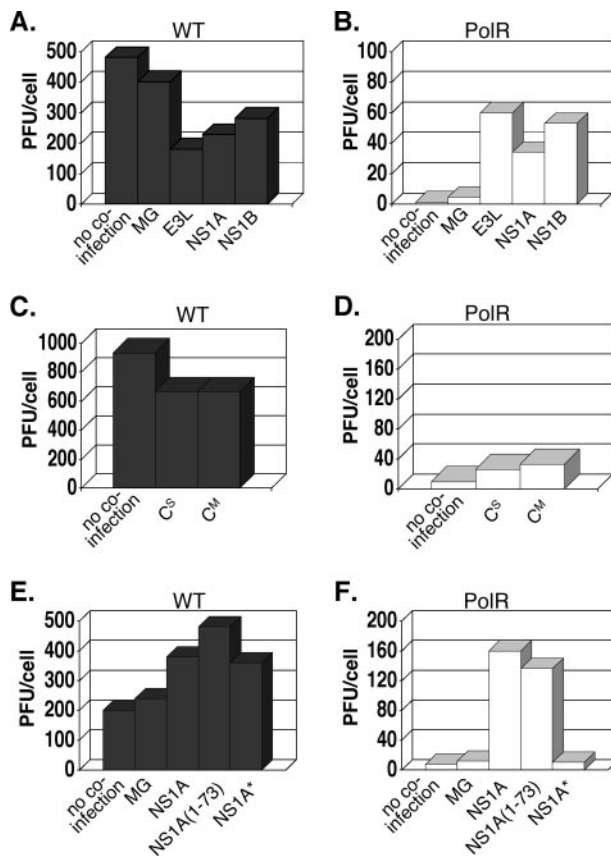 A.
WT
PFU/cell
500
400
300
200
100
0
no co-
infection
MG
E3L
NS1A
NS1B
B.
PolR
PFU/cell
100
80
60
40
20
0
no co-
infection
MG
E3L
NS1A
NS1B
C.
WT
PFU/cell
1000
800
600
400
200
0
no co-
infection
Cˢ
Cᴹ
D.
PolR
PFU/cell
200
160
120
80
40
0
no co-
infection
Cˢ
Cᴹ
E.
WT
PFU/cell
500
400
300
200
100
0
no co-
infection
MG
NS1A
NS1A(1-73)
NS1A*
F.
PolR
PFU/cell
200
160
120
80
40
0
no co-
infection
MG
NS1A
NS1A(1-73)
NS1A*